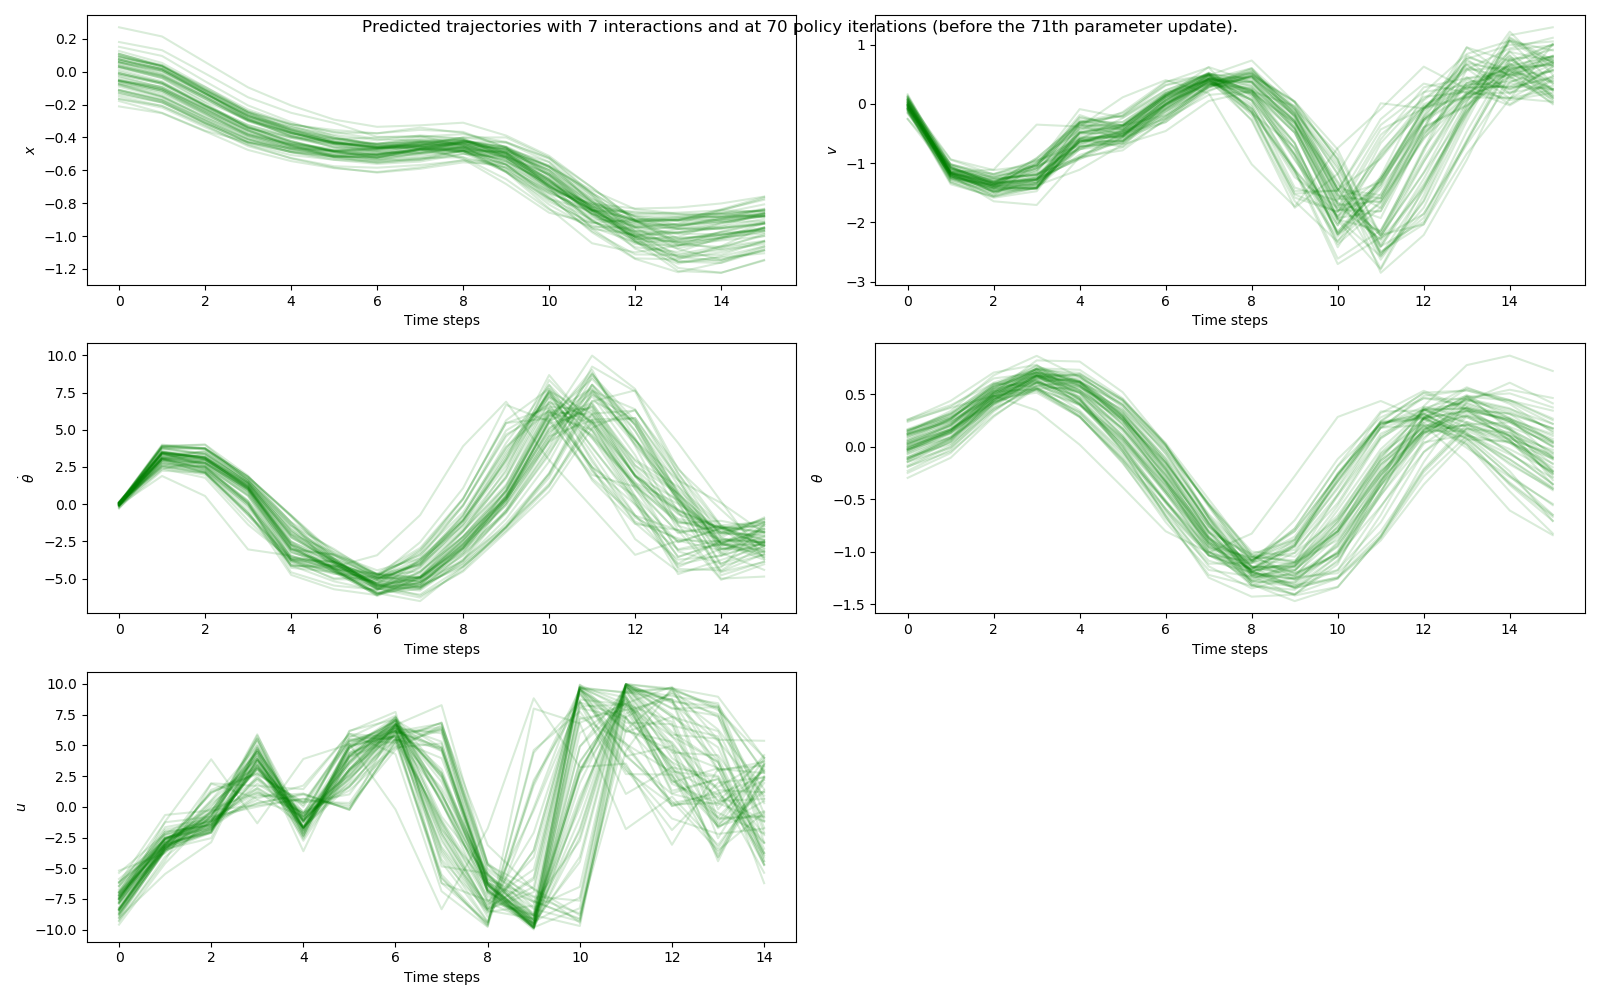 Predicted trajectories with 7 interactions and at 70 policy iterations (before the 71th parameter update).
0.2
0.0
−0.2
−0.4
−0.6
−0.8
−1.0
−1.2
x
0 2 4 6 8 10 12 14
Time steps
1
0
−1
−2
−3
v
0 2 4 6 8 10 12 14
Time steps
10.0
7.5
5.0
2.5
0.0
−2.5
−5.0
θ̇
0 2 4 6 8 10 12 14
Time steps
0.5
0.0
−0.5
−1.0
−1.5
θ
0 2 4 6 8 10 12 14
Time steps
10.0
7.5
5.0
2.5
0.0
−2.5
−5.0
−7.5
−10.0
u
0 2 4 6 8 10 12 14
Time steps